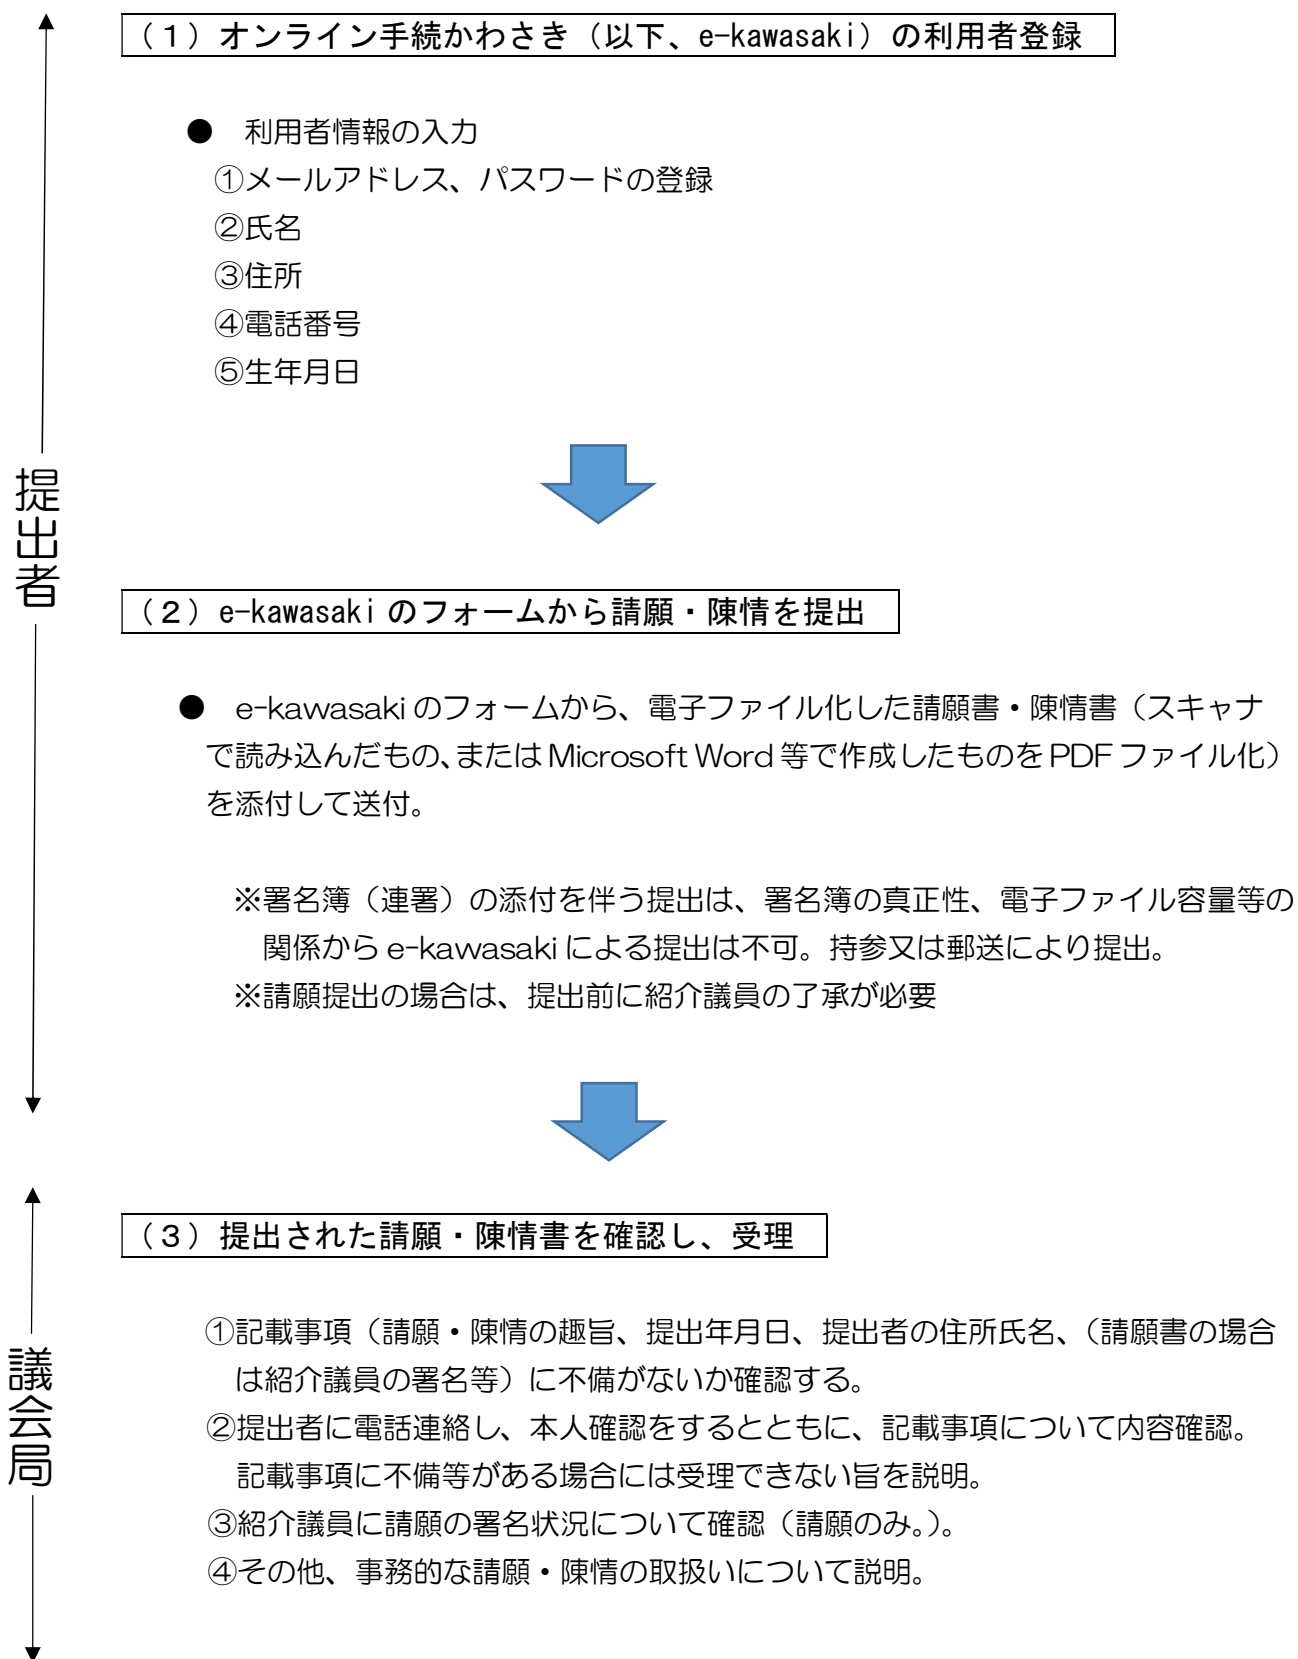 （１）オンライン手続かわさき（以下、e-kawasaki）の利用者登録
● 利用者情報の入力
①メールアドレス、パスワードの登録
②氏名
③住所
④電話番号
⑤生年月日
提出者
（２）e-kawasaki のフォームから請願・陳情を提出
● e-kawasaki のフォームから、電子ファイル化した請願書・陳情書（スキャナ
で読み込んだもの、または Microsoft Word 等で作成したものを PDF ファイル化）
を添付して送付。
※署名簿（連署）の添付を伴う提出は、署名簿の真正性、電子ファイル容量等の
関係から e-kawasaki による提出は不可。持参又は郵送により提出。
※請願提出の場合は、提出前に紹介議員の了承が必要
（３）提出された請願・陳情書を確認し、受理
①記載事項（請願・陳情の趣旨、提出年月日、提出者の住所氏名、（請願書の場合
は紹介議員の署名等）に不備がないか確認する。
②提出者に電話連絡し、本人確認をするとともに、記載事項について内容確認。
記載事項に不備等がある場合には受理できない旨を説明。
③紹介議員に請願の署名状況について確認（請願のみ。）。
④その他、事務的な請願・陳情の取扱いについて説明。
議会局